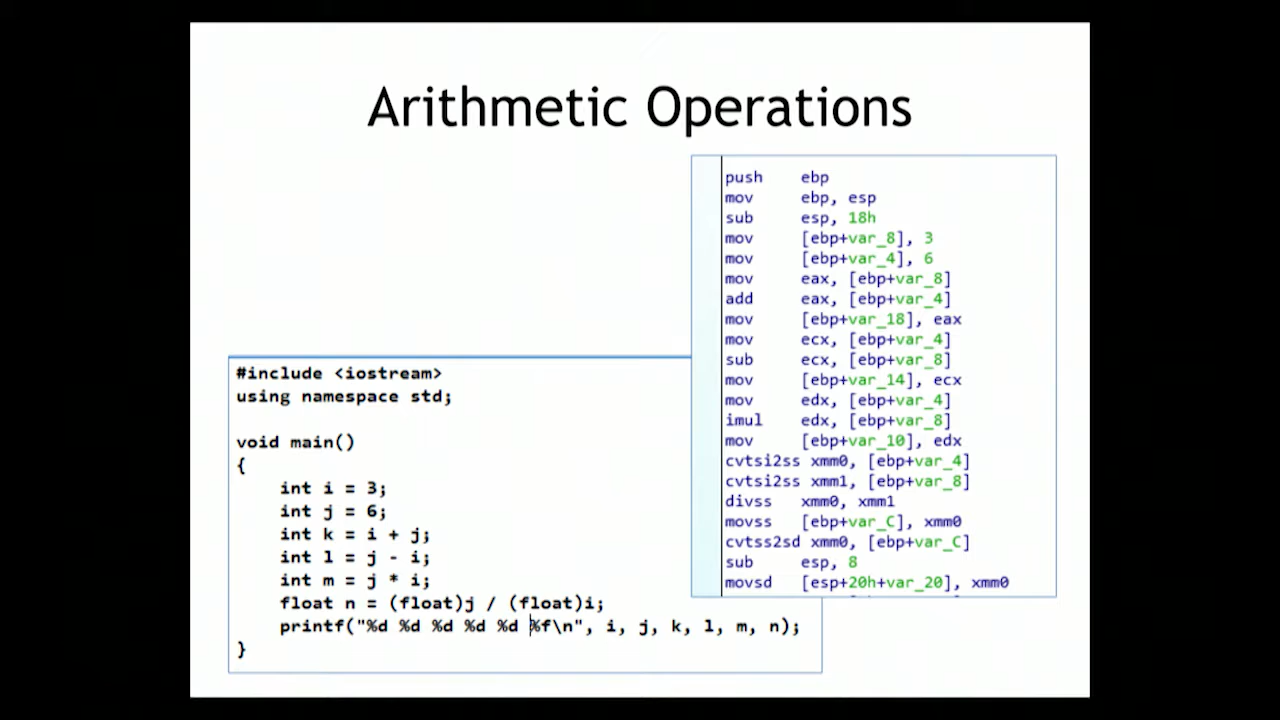 Arithmetic Operations
push ebp
mov ebp, esp
sub esp, 18h
mov [ebp+var_8], 3
mov [ebp+var_4], 6
mov eax, [ebp+var_8]
add eax, [ebp+var_4]
mov [ebp+var_18], eax
mov ecx, [ebp+var_4]
sub ecx, [ebp+var_8]
mov [ebp+var_14], ecx
mov edx, [ebp+var_4]
imul edx, [ebp+var_8]
mov [ebp+var_10], edx
cvtsi2ss xmm0, [ebp+var_4]
cvtsi2ss xmm1, [ebp+var_8]
divss xmm0, xmm1
movss [ebp+var_C], xmm0
cvtss2sd xmm0, [ebp+var_C]
sub esp, 8
movsd [esp+20h+var_20], xmm0
#include <iostream>
using namespace std;
void main()
{
int i = 3;
int j = 6;
int k = i + j;
int l = j - i;
int m = j * i;
float n = (float)j / (float)i;
printf("%d %d %d %d %d %f\n", i, j, k, l, m, n);
}